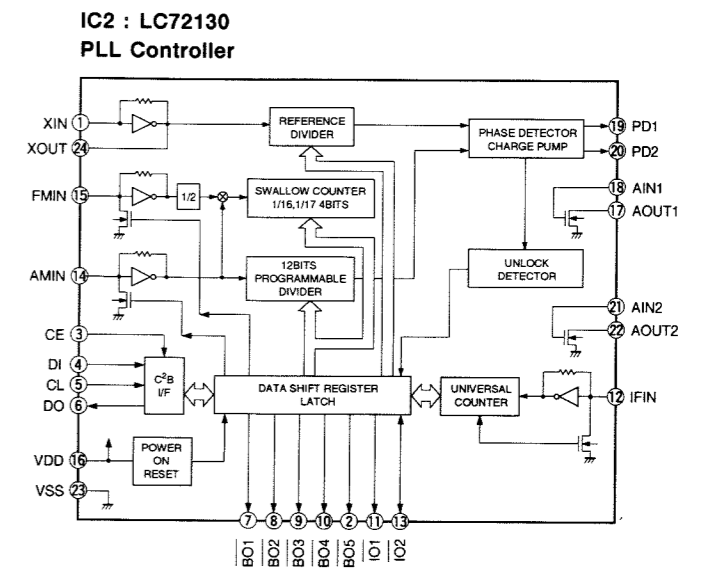 IC2 : LC72130
PLL Controller
XIN 1
XOUT 24
FMIN 15
AMIN 14
CE 3
DI 4
CL 5
DO 6
VDD 16
VSS 23
REFERENCE
DIVIDER
1/2
SWALLOW COUNTER
1/16,1/17 4BITS
12BITS
PROGRAMMABLE
DIVIDER
PHASE DETECTOR
CHARGE PUMP
UNLOCK
DETECTOR
C²B
I/F
DATA SHIFT REGISTER
LATCH
UNIVERSAL
COUNTER
POWER
ON
RESET
19 PD1
20 PD2
18 AIN1
17 AOUT1
21 AIN2
22 AOUT2
12 IFIN
7 8 9 10 2 11 13
BO1
BO2
BO3
BO4
BO5
IO1
IO2